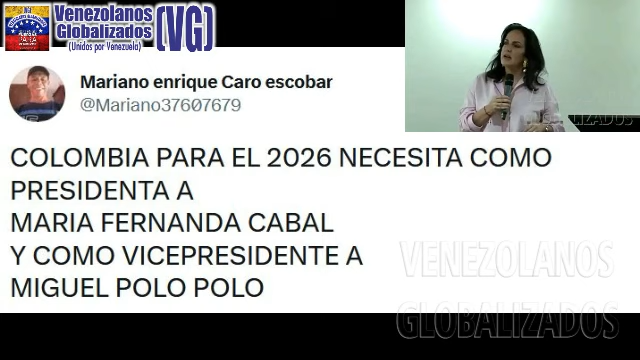 Venezolanos
Globalizados
(Unidos por Venezuela)
(VG)
Mariano enrique Caro escobar
@Mariano37607679
COLOMBIA PARA EL 2026 NECESITA COMO
PRESIDENTA A
MARIA FERNANDA CABAL
Y COMO VICEPRESIDENTE A
MIGUEL POLO POLO
VENEZOLANOS
GLOBALIZADOS